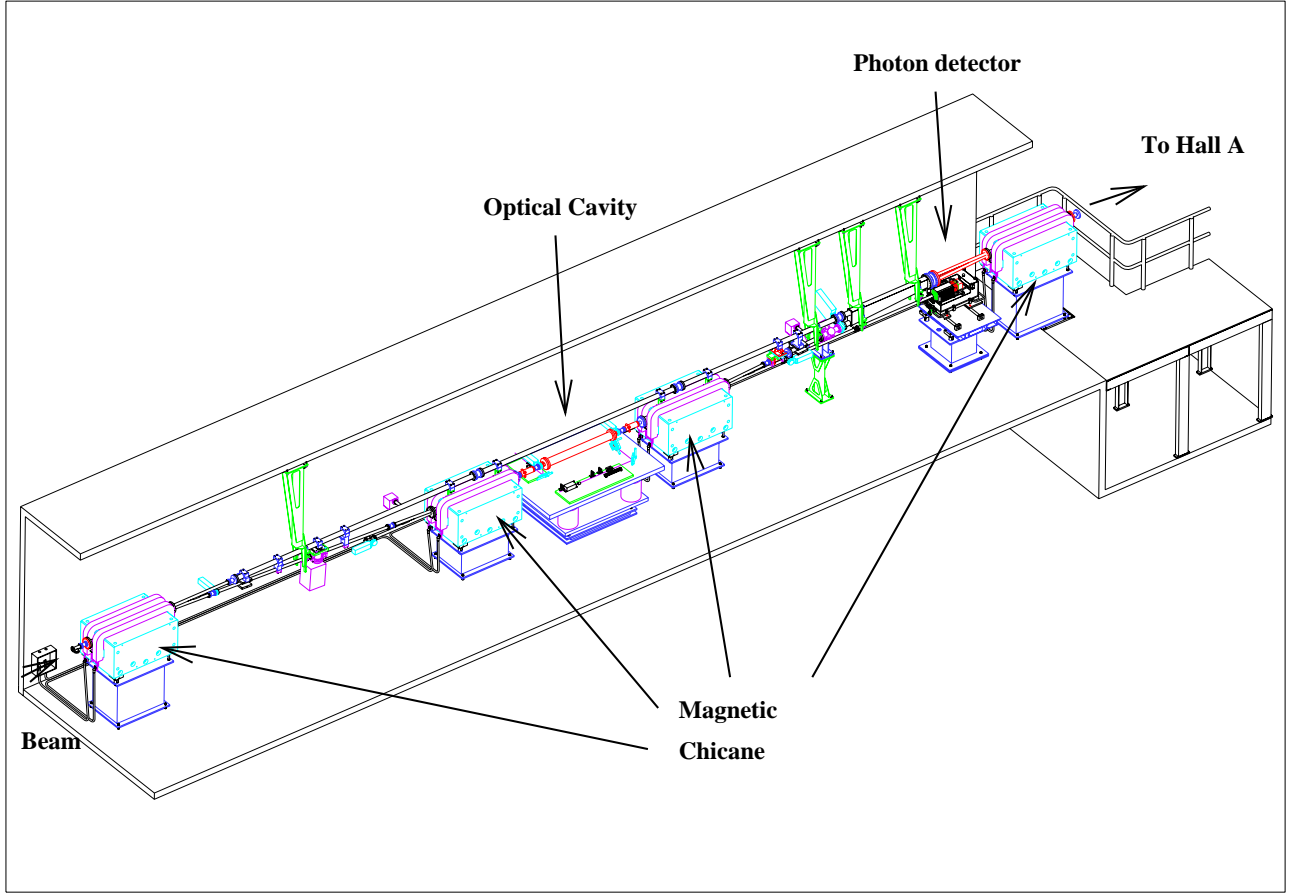 Photon detector
To Hall A
Optical Cavity
Magnetic
Chicane
Beam